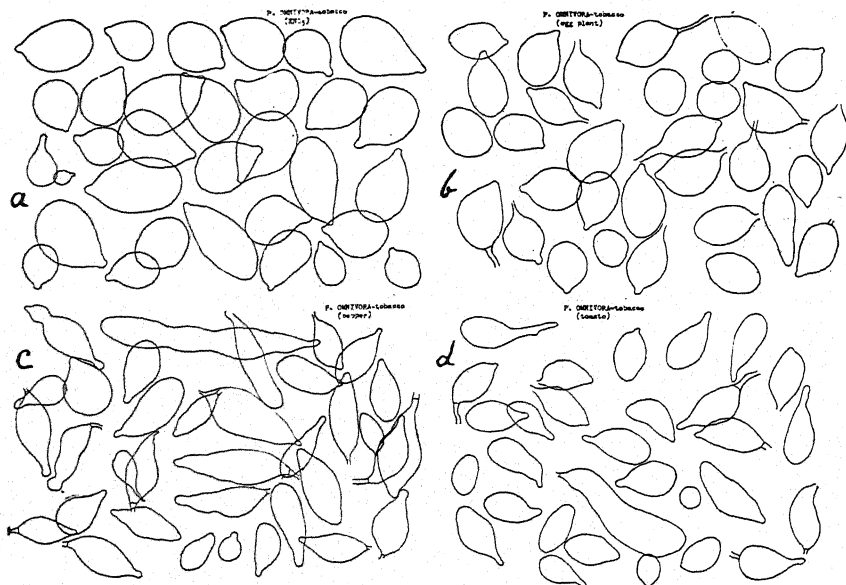 P. OMNIVORA-tobacco
a
P. OMNIVORA-tobacco
(egg plant)
b
P. OMNIVORA-tobacco
(pepper)
c
P. OMNIVORA-tobacco
(tomato)
d